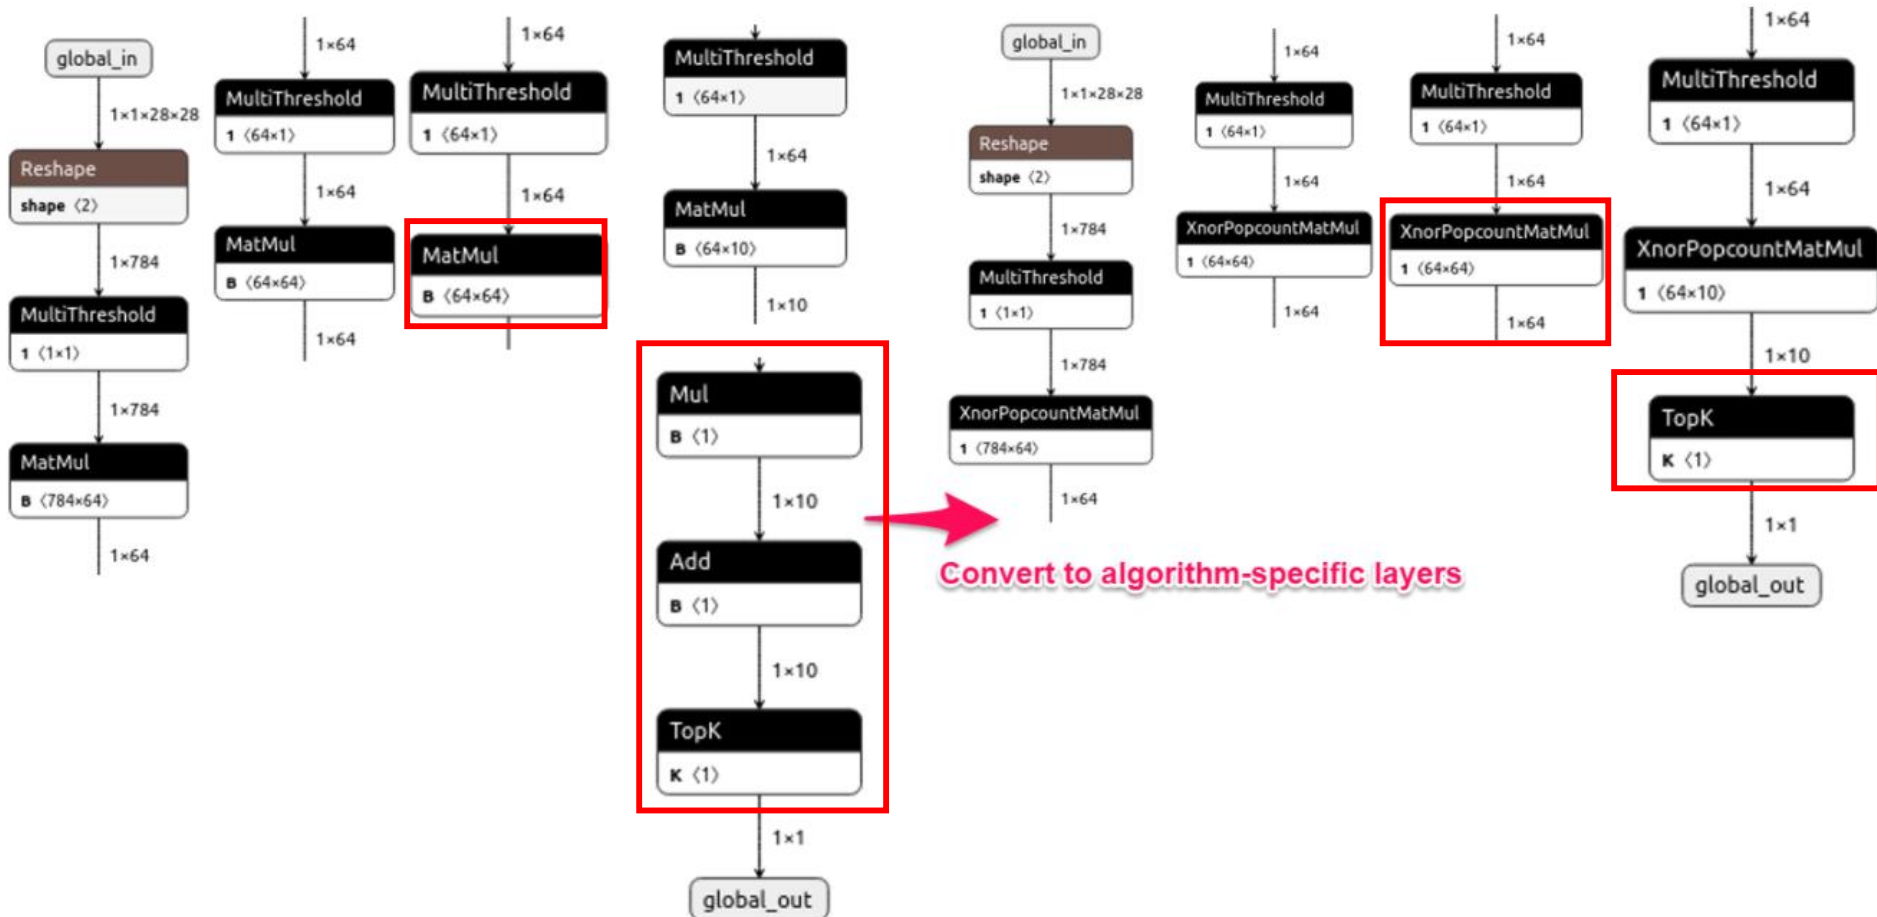 global_in
1×1×28×28
Reshape
shape ⟨2⟩
1×784
MultiThreshold
1 ⟨1×1⟩
1×784
MatMul
B ⟨784×64⟩
1×64
1×64
MultiThreshold
1 ⟨64×1⟩
1×64
MatMul
B ⟨64×64⟩
1×64
1×64
MultiThreshold
1 ⟨64×1⟩
1×64
MatMul
B ⟨64×64⟩
MultiThreshold
1 ⟨64×1⟩
1×64
MatMul
B ⟨64×10⟩
1×10
Mul
B ⟨1⟩
1×10
Add
B ⟨1⟩
1×10
TopK
K ⟨1⟩
1×1
global_out
Convert to algorithm-specific layers
global_in
1×1×28×28
Reshape
shape ⟨2⟩
1×784
MultiThreshold
1 ⟨1×1⟩
1×784
XnorPopcountMatMul
1 ⟨784×64⟩
1×64
1×64
MultiThreshold
1 ⟨64×1⟩
1×64
XnorPopcountMatMul
1 ⟨64×64⟩
1×64
1×64
MultiThreshold
1 ⟨64×1⟩
1×64
XnorPopcountMatMul
1 ⟨64×64⟩
1×64
1×64
MultiThreshold
1 ⟨64×1⟩
1×64
XnorPopcountMatMul
1 ⟨64×10⟩
1×10
TopK
K ⟨1⟩
1×1
global_out